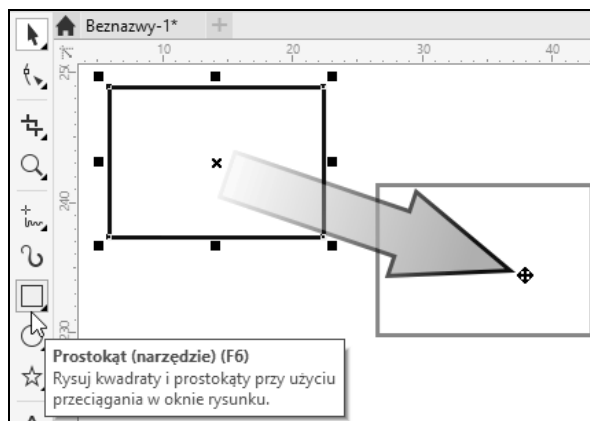 Beznazwy-1*
10 20 30 40
250
240
230
Prostokąt (narzędzie) (F6)
Rysuj kwadraty i prostokąty przy użyciu
przeciągania w oknie rysunku.